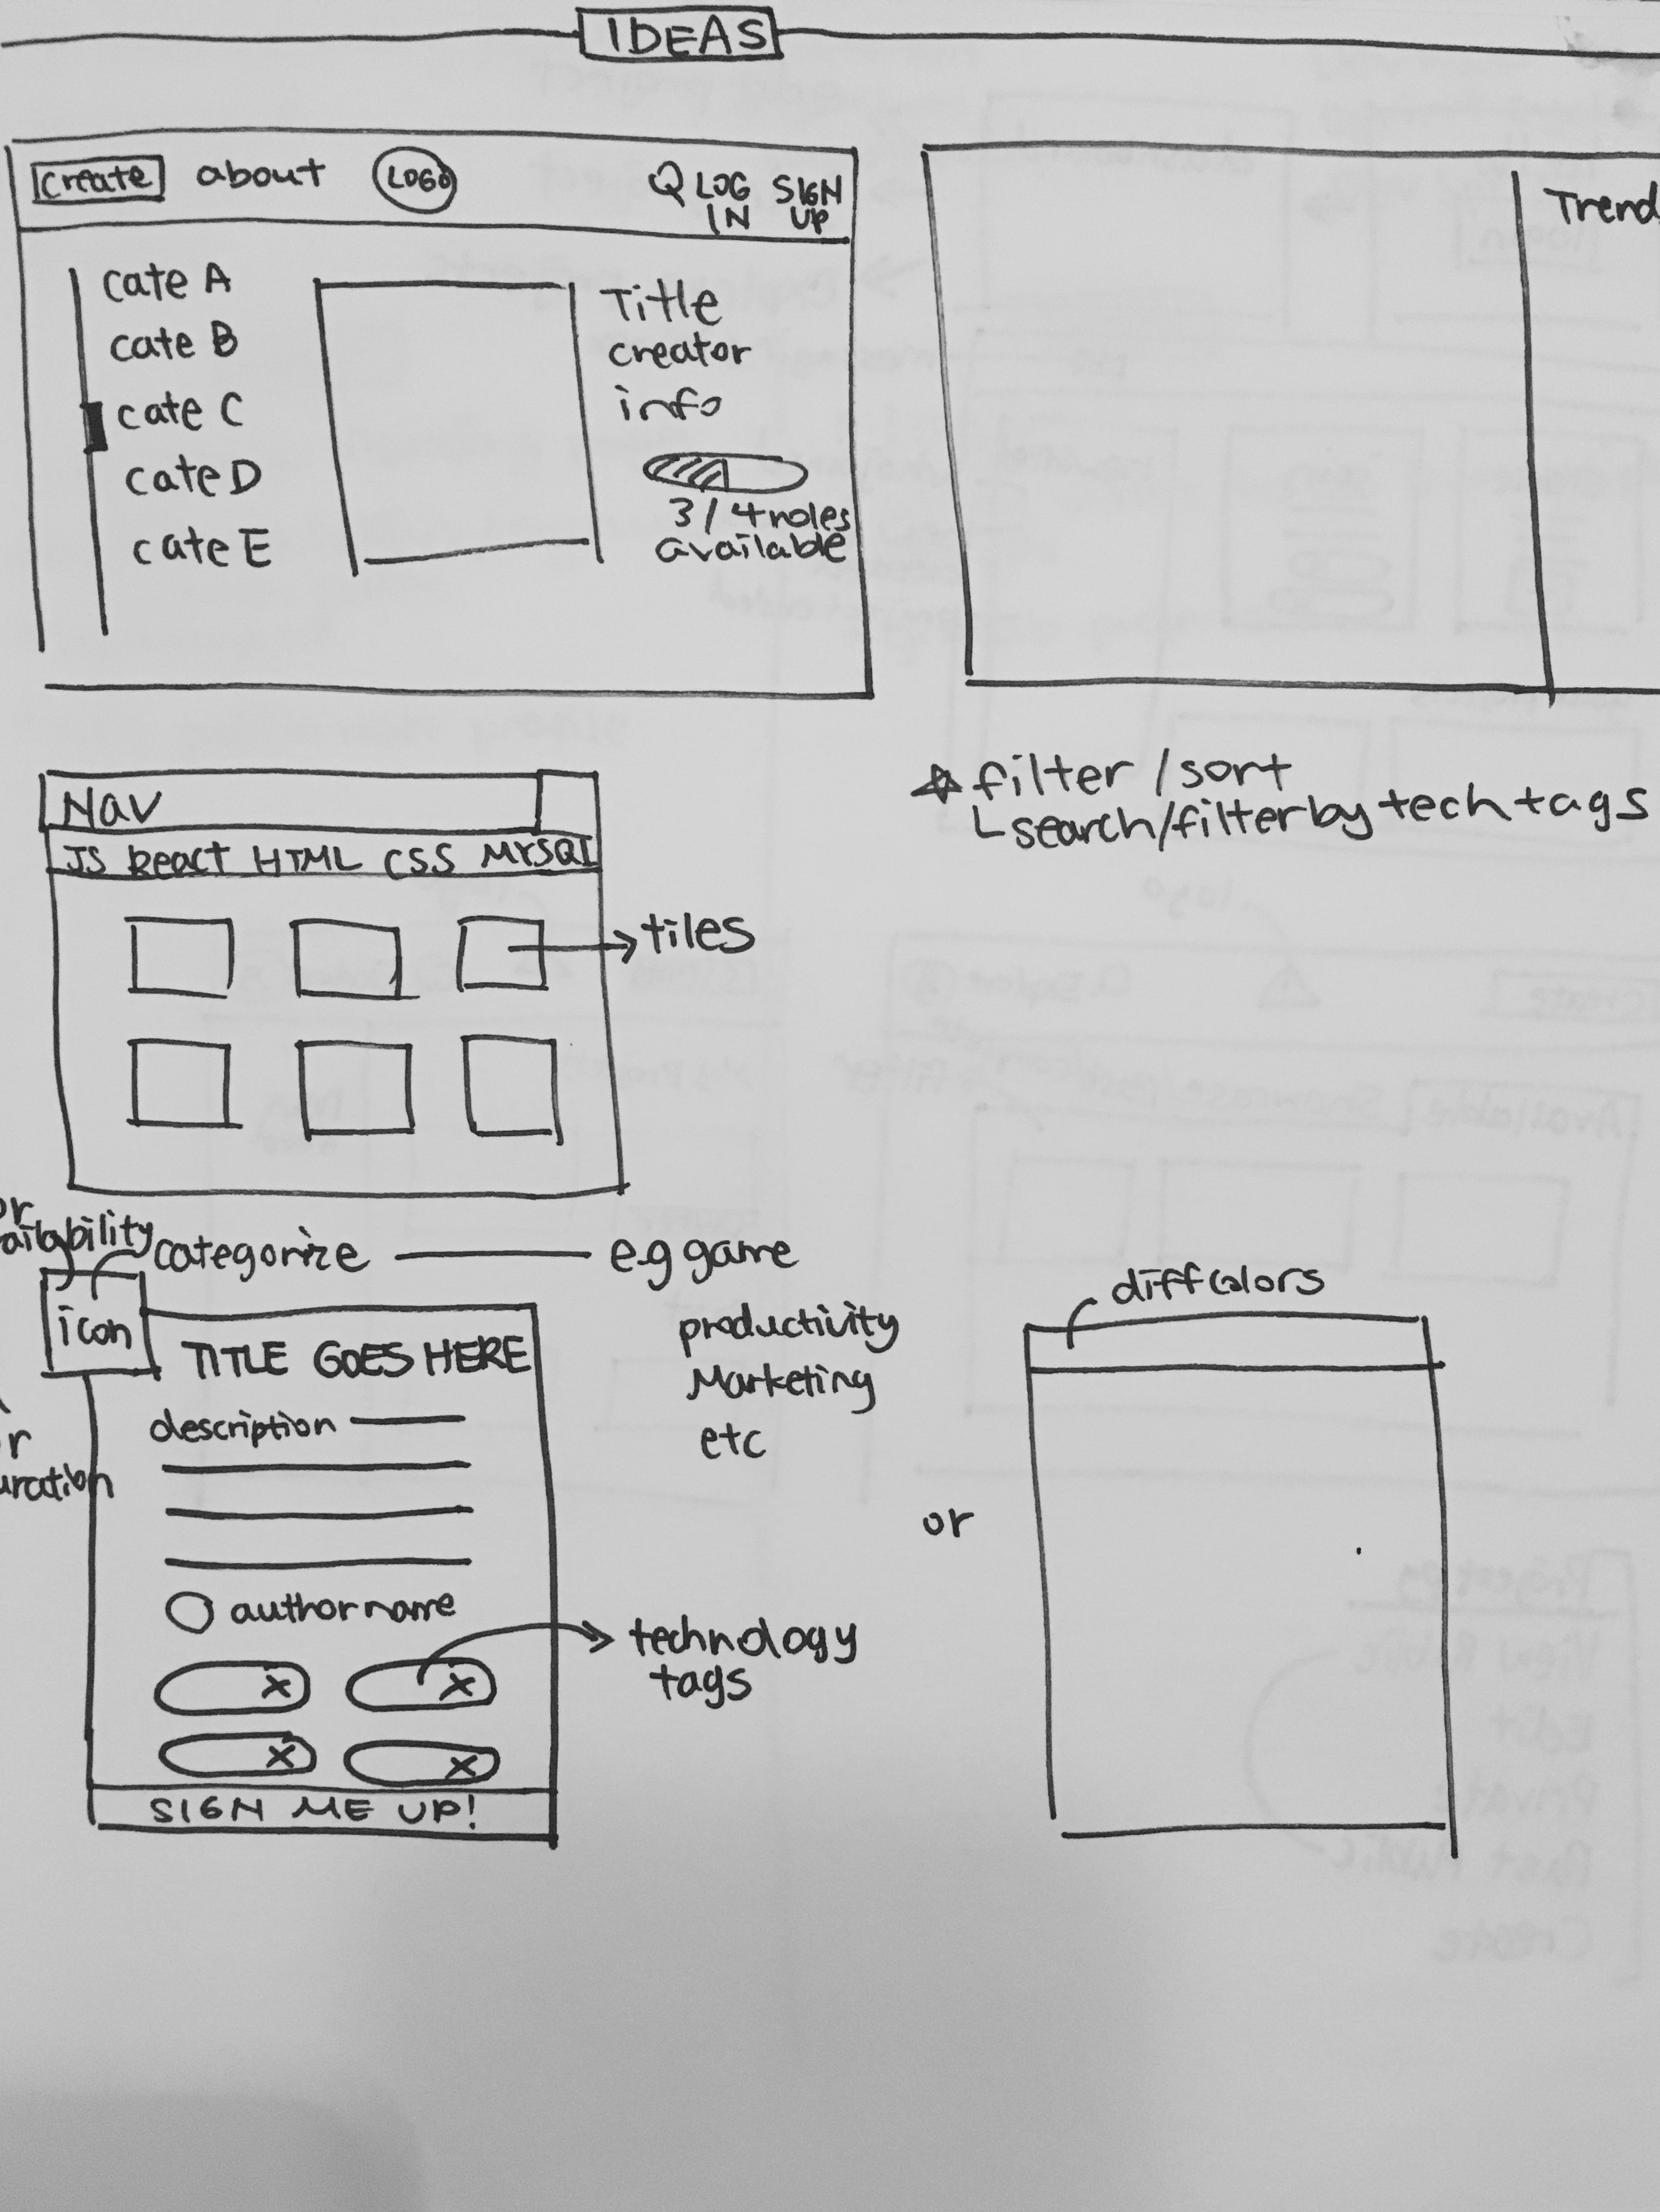 IDEAS
create about LOGO LOG IN SIGN UP
cate A
cate B
cate C
cate D
cate E
Title
creator
info
3/4 roles
available
Trend
☆ filter / sort
└ search/filter by tech tags
Nav
JS React HTML CSS MYSQL
→ tiles
or
ailability
categorize — e.g game
productivity
Marketing
etc
icon
TITLE GOES HERE
description
or
uration
author name
x x
x x
→ technology
tags
SIGN ME UP!
or
diff colors